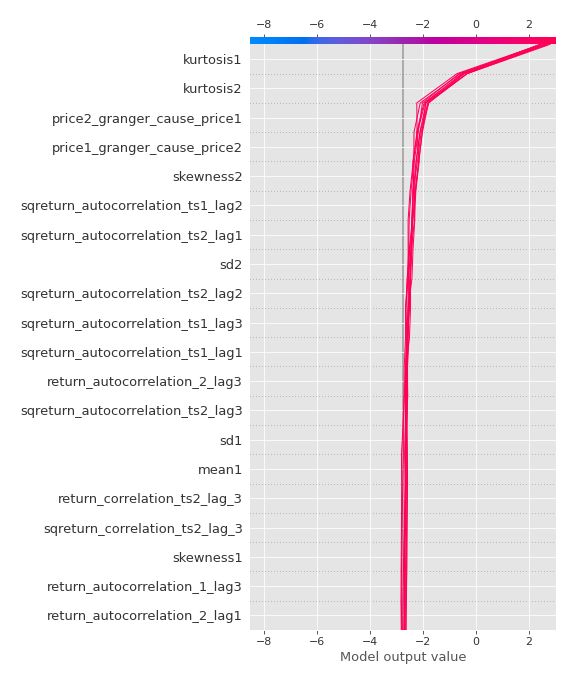 −8 −6 −4 −2 0 2
kurtosis1
kurtosis2
price2_granger_cause_price1
price1_granger_cause_price2
skewness2
sqreturn_autocorrelation_ts1_lag2
sqreturn_autocorrelation_ts2_lag1
sd2
sqreturn_autocorrelation_ts2_lag2
sqreturn_autocorrelation_ts1_lag3
sqreturn_autocorrelation_ts1_lag1
return_autocorrelation_2_lag3
sqreturn_autocorrelation_ts2_lag3
sd1
mean1
return_correlation_ts2_lag_3
sqreturn_correlation_ts2_lag_3
skewness1
return_autocorrelation_1_lag3
return_autocorrelation_2_lag1
−8 −6 −4 −2 0 2
Model output value